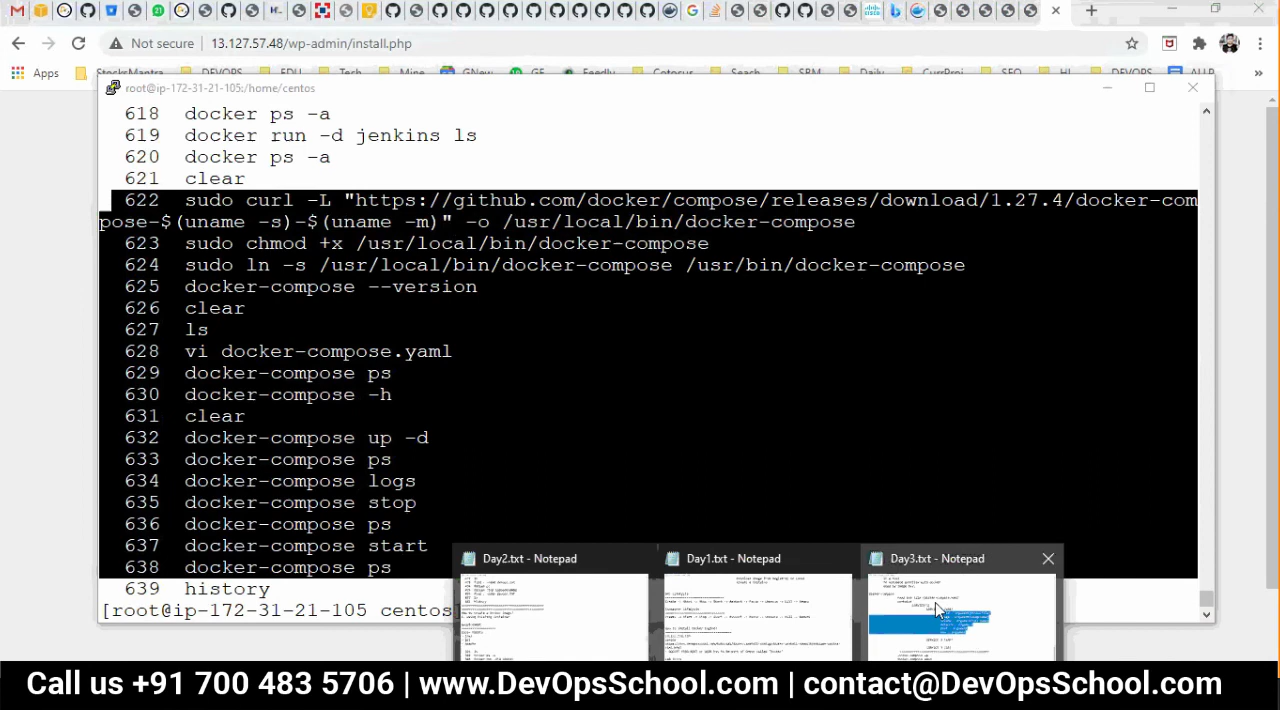 Not secure
13.127.57.48/wp-admin/install.php
Apps
StocksMantra
DEVOPS
EDU
Tech
Mine
GNew
GF
Feedly
Cotocus
Seach
SRM
Daily
CurrProj
SEO
HL
DEVOPS
ALLP
»
root@ip-172-31-21-105:/home/centos
618 docker ps -a
619 docker run -d jenkins ls
620 docker ps -a
621 clear
622 sudo curl -L "https://github.com/docker/compose/releases/download/1.27.4/docker-com
pose-$(uname -s)-$(uname -m)" -o /usr/local/bin/docker-compose
623 sudo chmod +x /usr/local/bin/docker-compose
624 sudo ln -s /usr/local/bin/docker-compose /usr/bin/docker-compose
625 docker-compose --version
626 clear
627 ls
628 vi docker-compose.yaml
629 docker-compose ps
630 docker-compose -h
631 clear
632 docker-compose up -d
633 docker-compose ps
634 docker-compose logs
635 docker-compose stop
636 docker-compose ps
637 docker-compose start
638 docker-compose ps
639 history
[root@ip-172-31-21-105 centos]
Day2.txt - Notepad
Day1.txt - Notepad
Day3.txt - Notepad
Call us +91 700 483 5706 | www.DevOpsSchool.com | contact@DevOpsSchool.com